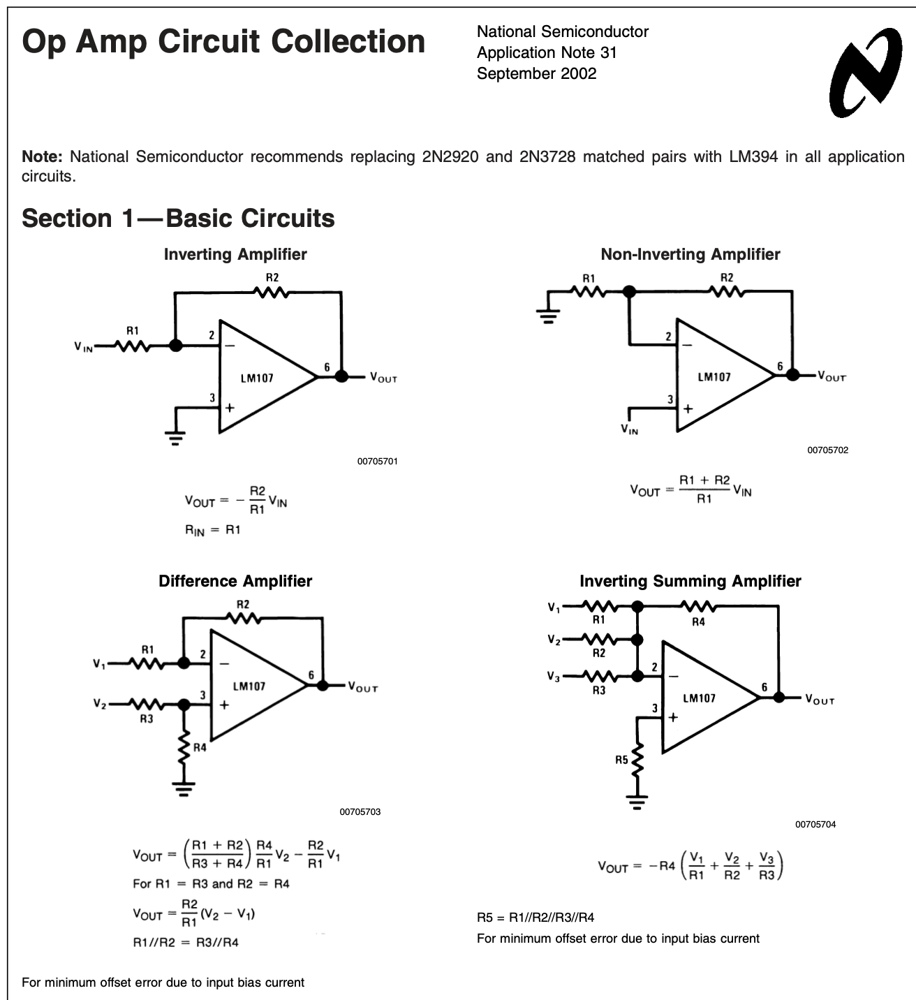 Op Amp Circuit Collection
National Semiconductor
Application Note 31
September 2002
Note: National Semiconductor recommends replacing 2N2920 and 2N3728 matched pairs with LM394 in all application
circuits.
Section 1—Basic Circuits
Inverting Amplifier
R2
R1
VIN
2
−
LM107
6
VOUT
3
+
00705701
VOUT = − R2/R1 VIN
RIN = R1
Non-Inverting Amplifier
R1
R2
2
−
LM107
6
VOUT
3
+
VIN
00705702
VOUT = (R1 + R2)/R1 VIN
Difference Amplifier
R2
R1
V1
2
−
LM107
6
VOUT
V2
3
+
R3
R4
00705703
VOUT = ((R1 + R2)/(R3 + R4)) R4/R1 V2 − R2/R1 V1
For R1 = R3 and R2 = R4
VOUT = R2/R1 (V2 − V1)
R1//R2 = R3//R4
For minimum offset error due to input bias current
Inverting Summing Amplifier
V1
R1
R4
V2
R2
V3
R3
2
−
LM107
6
VOUT
3
+
R5
00705704
VOUT = −R4 (V1/R1 + V2/R2 + V3/R3)
R5 = R1//R2//R3//R4
For minimum offset error due to input bias current